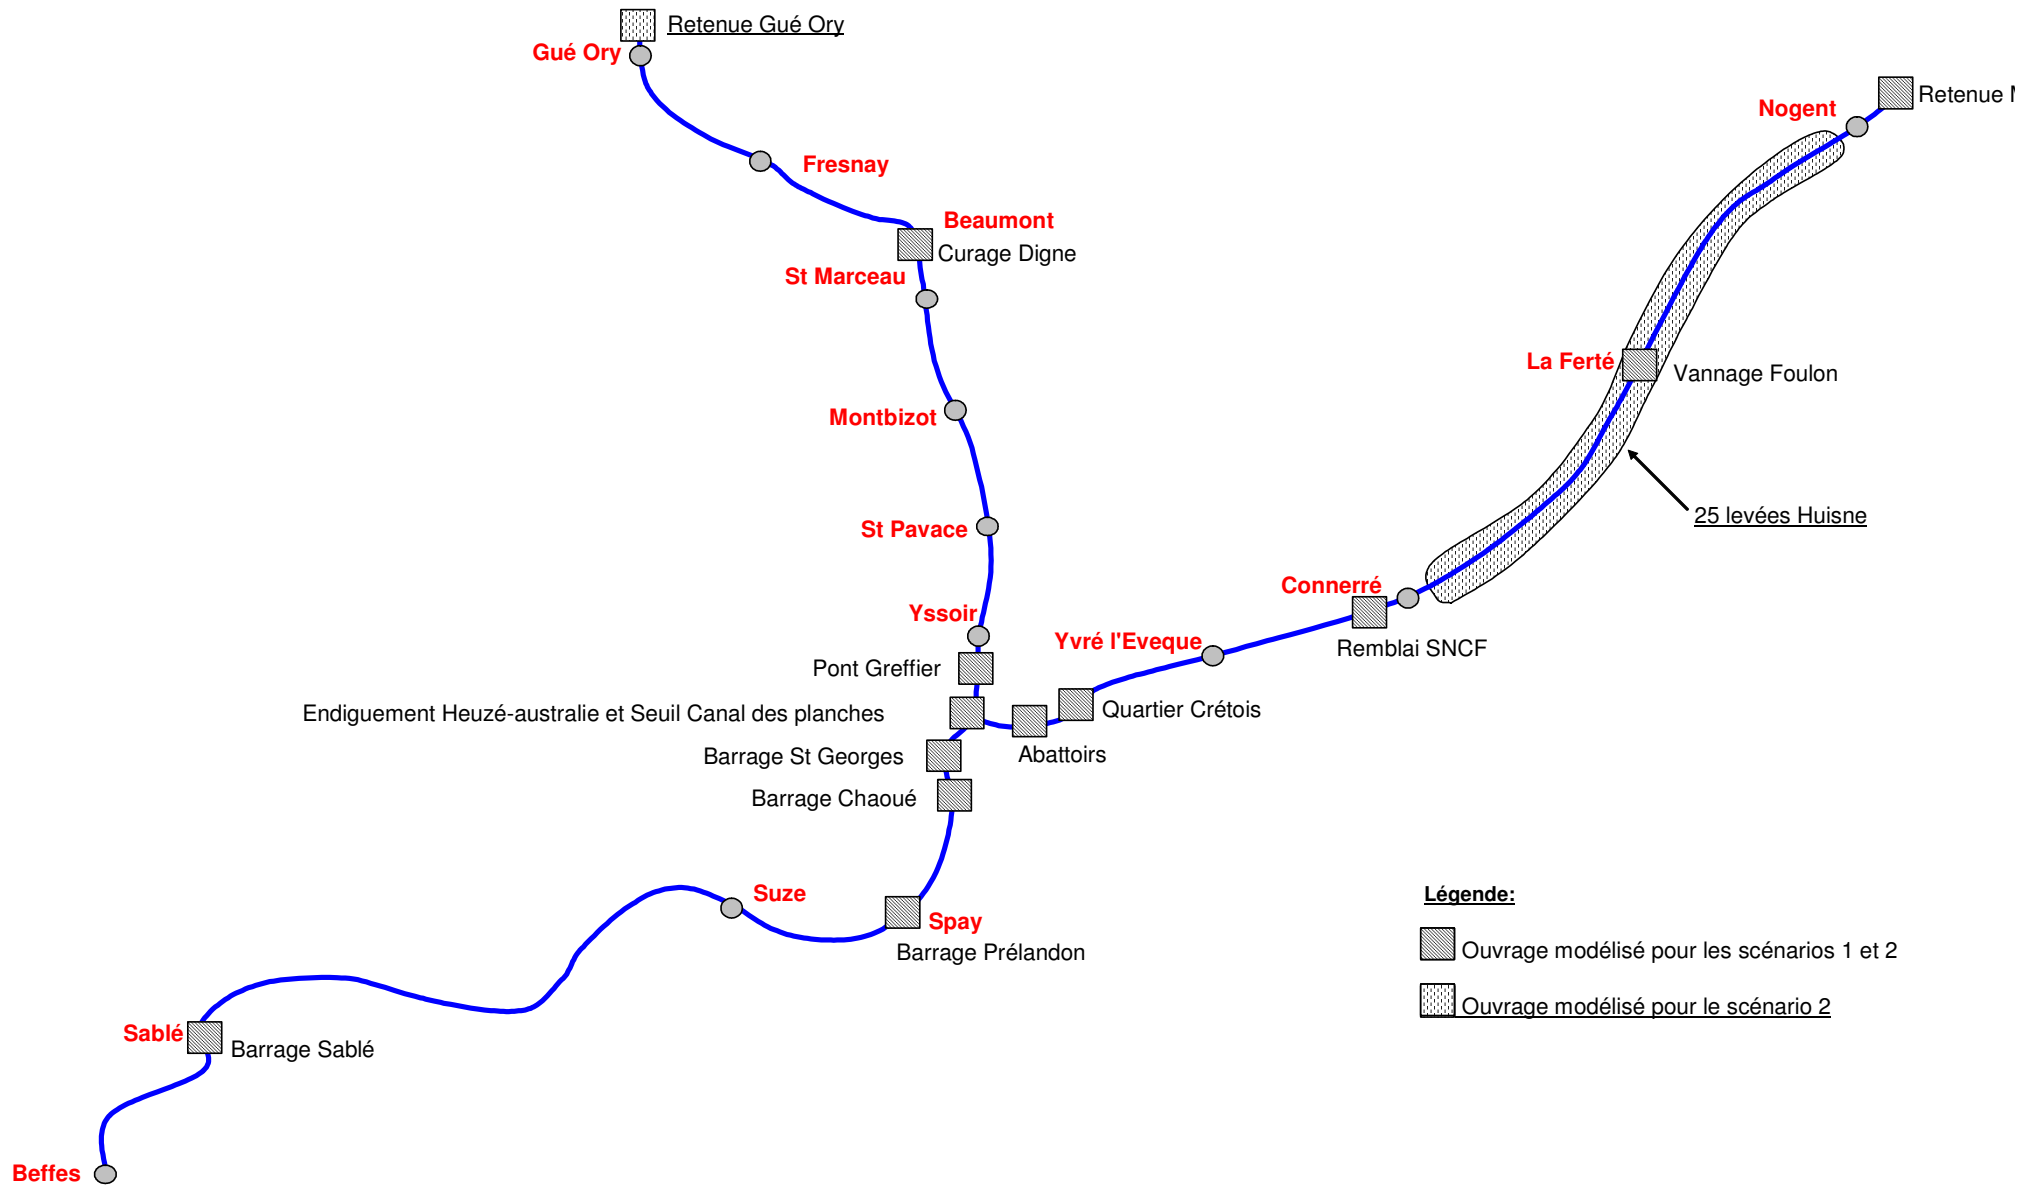 Retenue Gué Ory
Gué Ory
Retenue
Nogent
Fresnay
Beaumont
Curage Digne
St Marceau
La Ferté
Vannage Foulon
Montbizot
25 levées Huisne
St Pavace
Connerré
Yssoir
Yvré l'Eveque
Remblai SNCF
Pont Greffier
Endiguement Heuzé-australie et Seuil Canal des planches
Quartier Crétois
Barrage St Georges
Abattoirs
Barrage Chaoué
Suze
Spay
Barrage Prélandon
Légende:
Ouvrage modélisé pour les scénarios 1 et 2
Ouvrage modélisé pour le scénario 2
Sablé
Barrage Sablé
Beffes